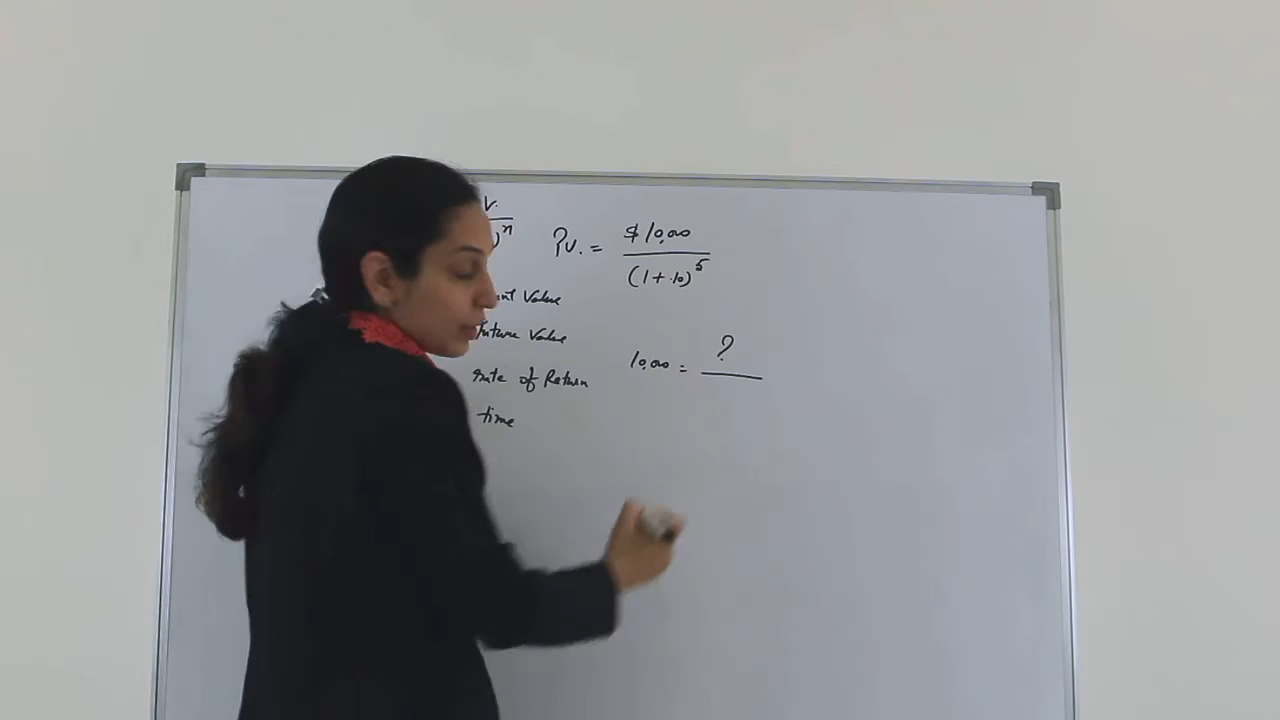 V.
)ⁿ
PV. = $10,000
(1+.10)⁵
ent Value
future Value
rate of Return
time
10,000 = ?